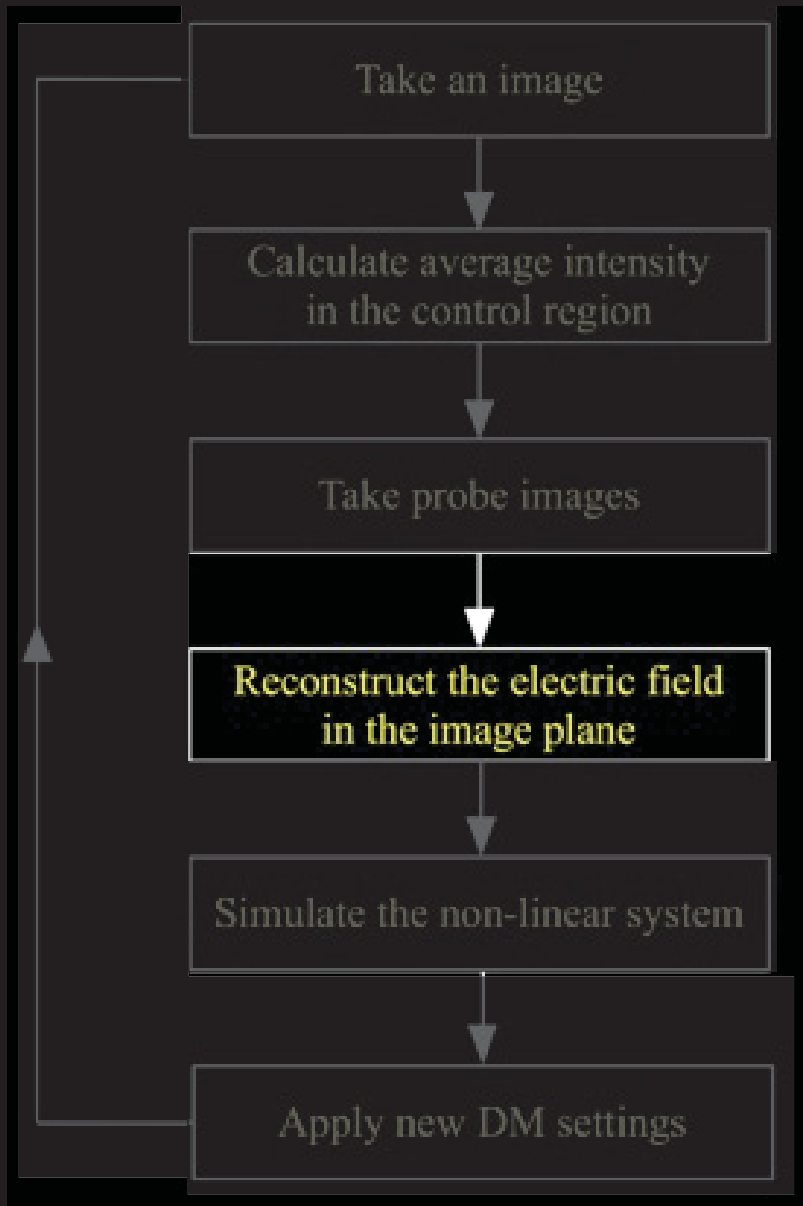 Take an image
Calculate average intensity
in the control region
Take probe images
Reconstruct the electric field
in the image plane
Simulate the non-linear system
Apply new DM settings